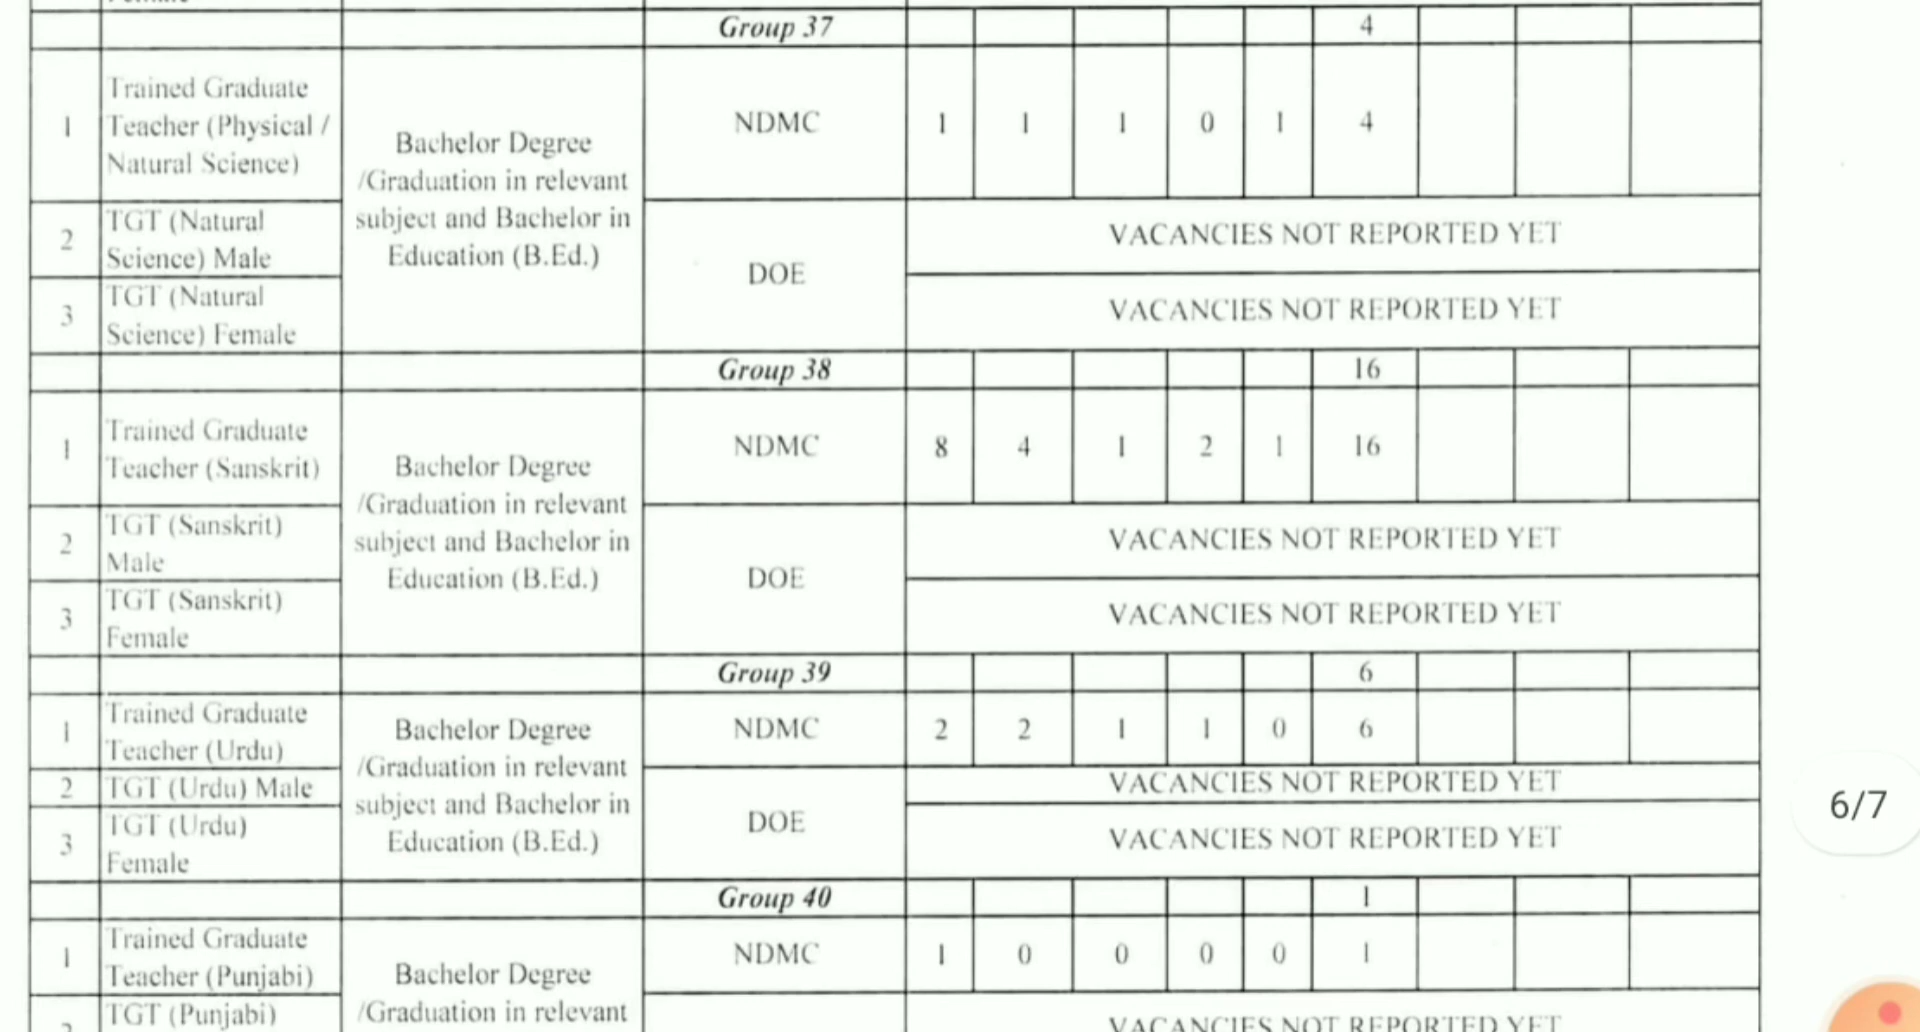 Group 37 4
1 Trained Graduate Teacher (Physical / Natural Science) Bachelor Degree /Graduation in relevant subject and Bachelor in Education (B.Ed.) NDMC 1 1 1 0 1 4
2 TGT (Natural Science) Male DOE VACANCIES NOT REPORTED YET
3 TGT (Natural Science) Female VACANCIES NOT REPORTED YET
Group 38 16
1 Trained Graduate Teacher (Sanskrit) Bachelor Degree /Graduation in relevant subject and Bachelor in Education (B.Ed.) NDMC 8 4 1 2 1 16
2 TGT (Sanskrit) Male DOE VACANCIES NOT REPORTED YET
3 TGT (Sanskrit) Female VACANCIES NOT REPORTED YET
Group 39 6
1 Trained Graduate Teacher (Urdu) Bachelor Degree /Graduation in relevant subject and Bachelor in Education (B.Ed.) NDMC 2 2 1 1 0 6
2 TGT (Urdu) Male DOE VACANCIES NOT REPORTED YET
3 TGT (Urdu) Female VACANCIES NOT REPORTED YET
6/7
Group 40 1
1 Trained Graduate Teacher (Punjabi) Bachelor Degree /Graduation in relevant NDMC 1 0 0 0 0 1
TGT (Punjabi) VACANCIES NOT REPORTED YET